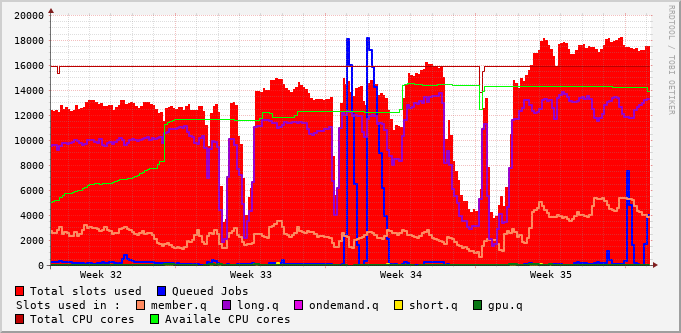 20000
18000
16000
14000
12000
10000
8000
6000
4000
2000
0
Week 32 Week 33 Week 34 Week 35
Total slots used Queued Jobs
Slots used in : member.q long.q ondemand.q short.q gpu.q
Total CPU cores Availale CPU cores
RRDTOOL / TOBI OETIKER